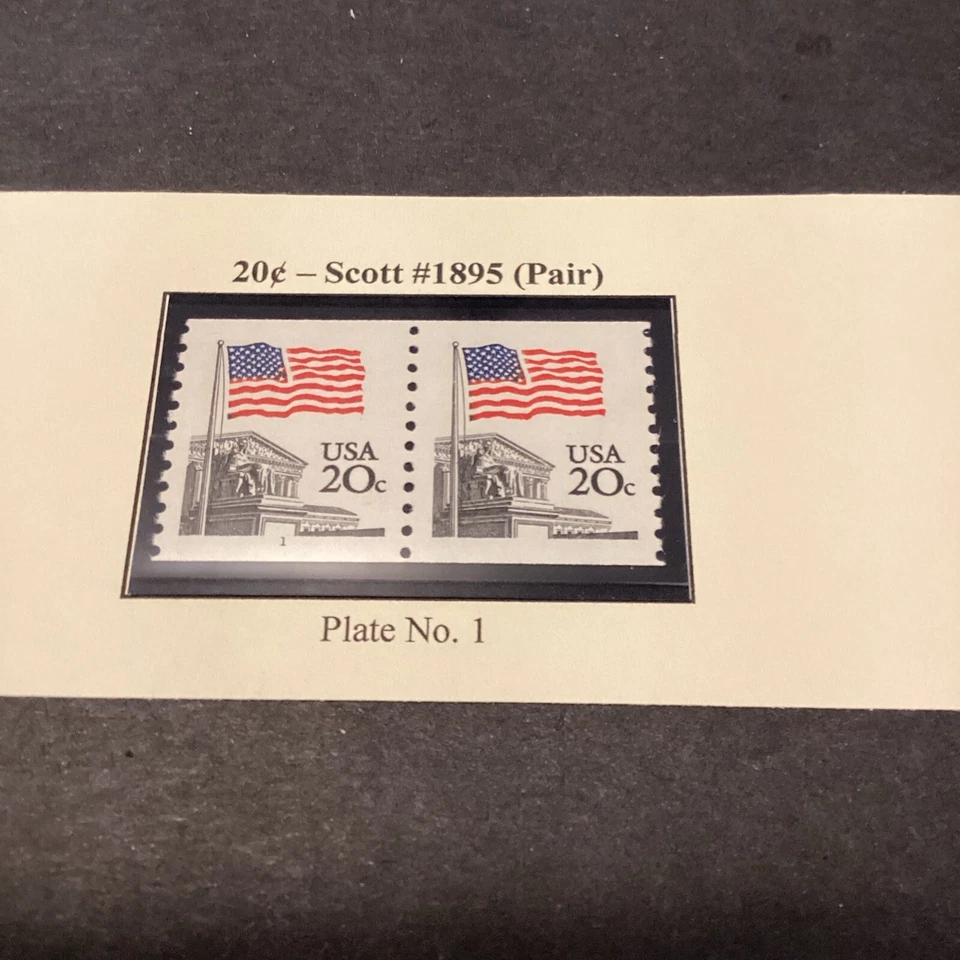 20¢ – Scott #1895 (Pair)
USA
20c
1
USA
20c
Plate No. 1